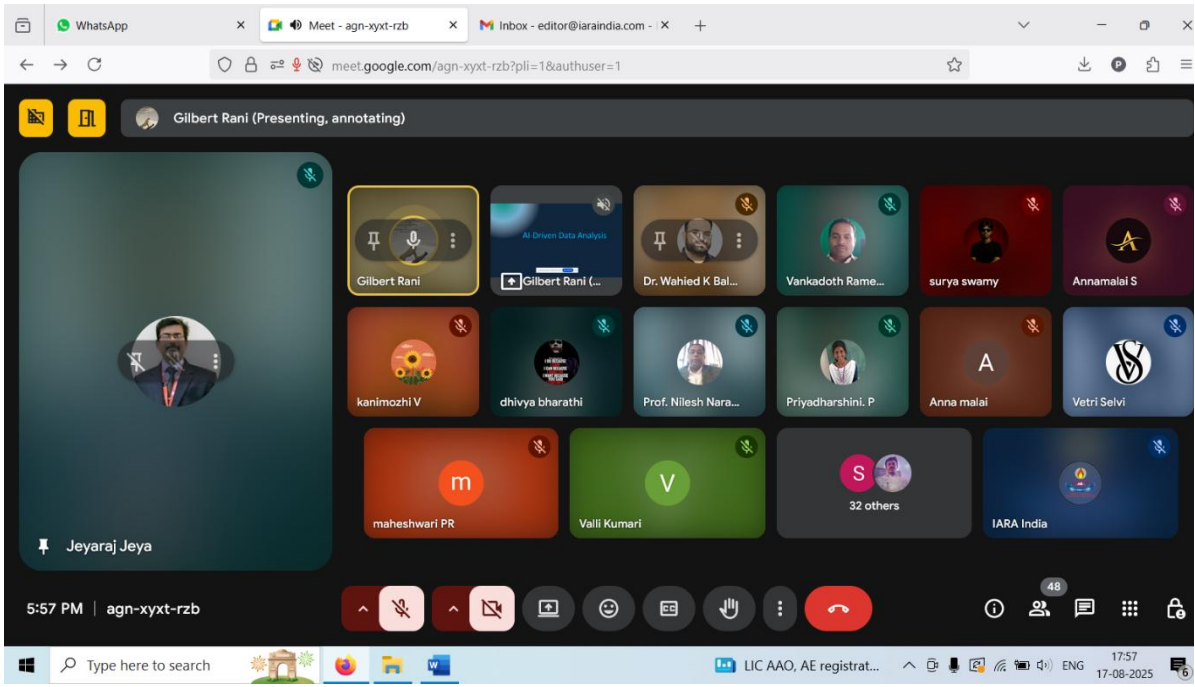 WhatsApp
Meet - agn-xyxt-rzb
Inbox - editor@iaraindia.com -
meet.google.com/agn-xyxt-rzb?pli=1&authuser=1
P
Gilbert Rani (Presenting, annotating)
Jeyaraj Jeya
Gilbert Rani
AI-Driven Data Analysis
Gilbert Rani (...
Dr. Wahied K Bal...
Vankadoth Rame...
surya swamy
Annamalai S
kanimozhi V
dhivya bharathi
Prof. Nilesh Nara...
Priyadharshini. P
A
Anna malai
VS
Vetri Selvi
m
maheshwari PR
V
Valli Kumari
S
32 others
IARA India
5:57 PM | agn-xyxt-rzb
CC
48
Type here to search
LIC AAO, AE registrat...
ENG
17:57
17-08-2025
6